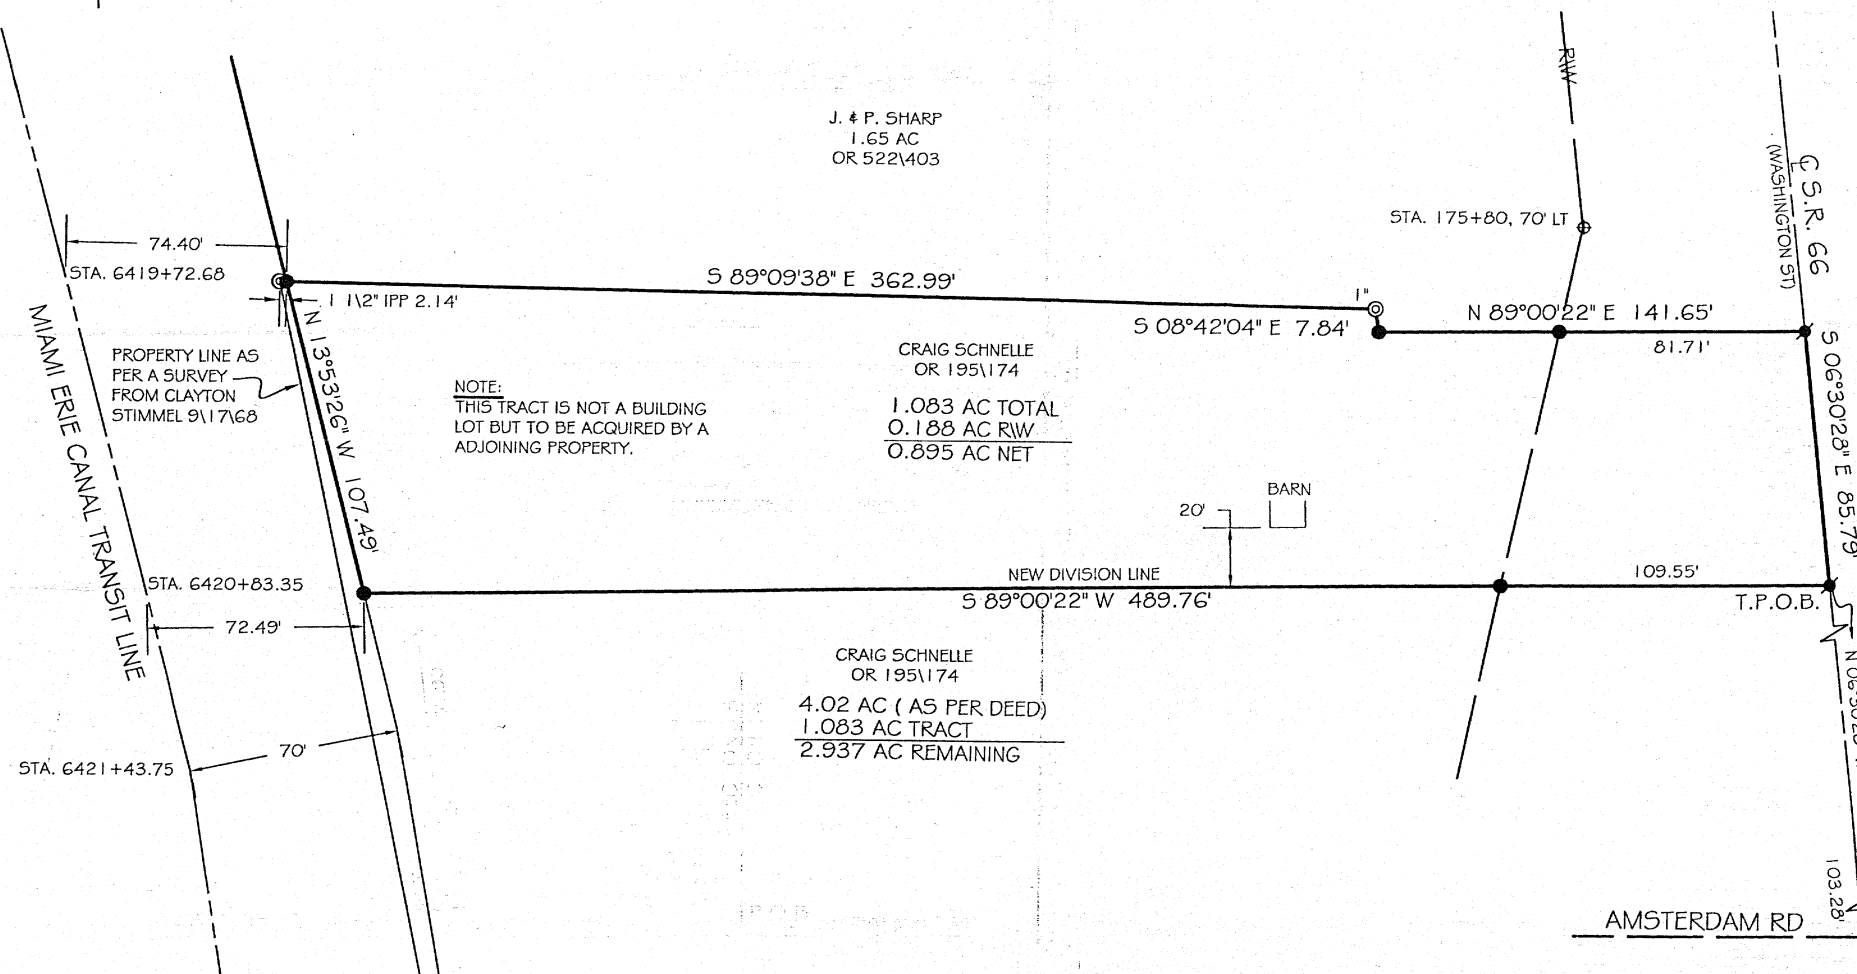 J. & P. SHARP
1.65 AC
OR 522\403
R\W
STA. 175+80, 70' LT
℄ S.R. 66
(WASHINGTON ST)
74.40'
STA. 6419+72.68
1 1\2" IPP 2.14'
S 89°09'38" E 362.99'
1"
S 08°42'04" E 7.84'
N 89°00'22" E 141.65'
81.71'
S 06°30'28" E 85.79'
N 13°53'26" W 107.49'
PROPERTY LINE AS
PER A SURVEY
FROM CLAYTON
STIMMEL 9\17\68
MIAMI ERIE CANAL TRANSIT LINE
NOTE:
THIS TRACT IS NOT A BUILDING
LOT BUT TO BE ACQUIRED BY A
ADJOINING PROPERTY.
CRAIG SCHNELLE
OR 195\174
1.083 AC TOTAL
0.188 AC R\W
0.895 AC NET
BARN
20'
STA. 6420+83.35
72.49'
NEW DIVISION LINE
S 89°00'22" W 489.76'
109.55'
T.P.O.B.
CRAIG SCHNELLE
OR 195\174
4.02 AC ( AS PER DEED)
1.083 AC TRACT
2.937 AC REMAINING
70'
STA. 6421+43.75
103.28'
AMSTERDAM RD